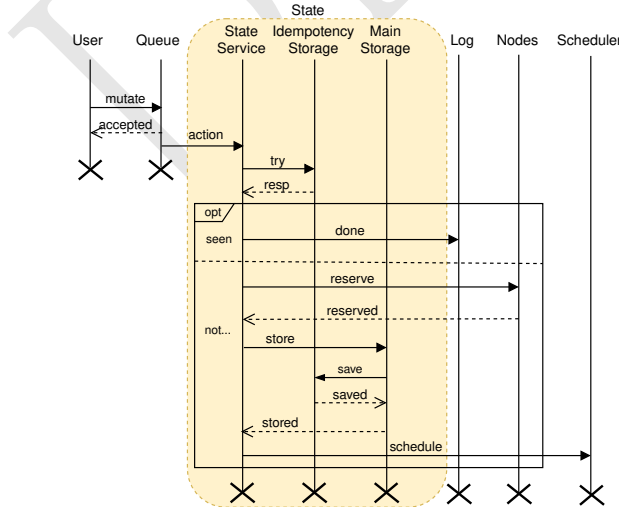 State
User
Queue
State
Service
Idempotency
Storage
Main
Storage
Log
Nodes
Scheduler
mutate
accepted
action
try
resp
opt
seen
done
reserve
reserved
not...
store
save
saved
stored
schedule